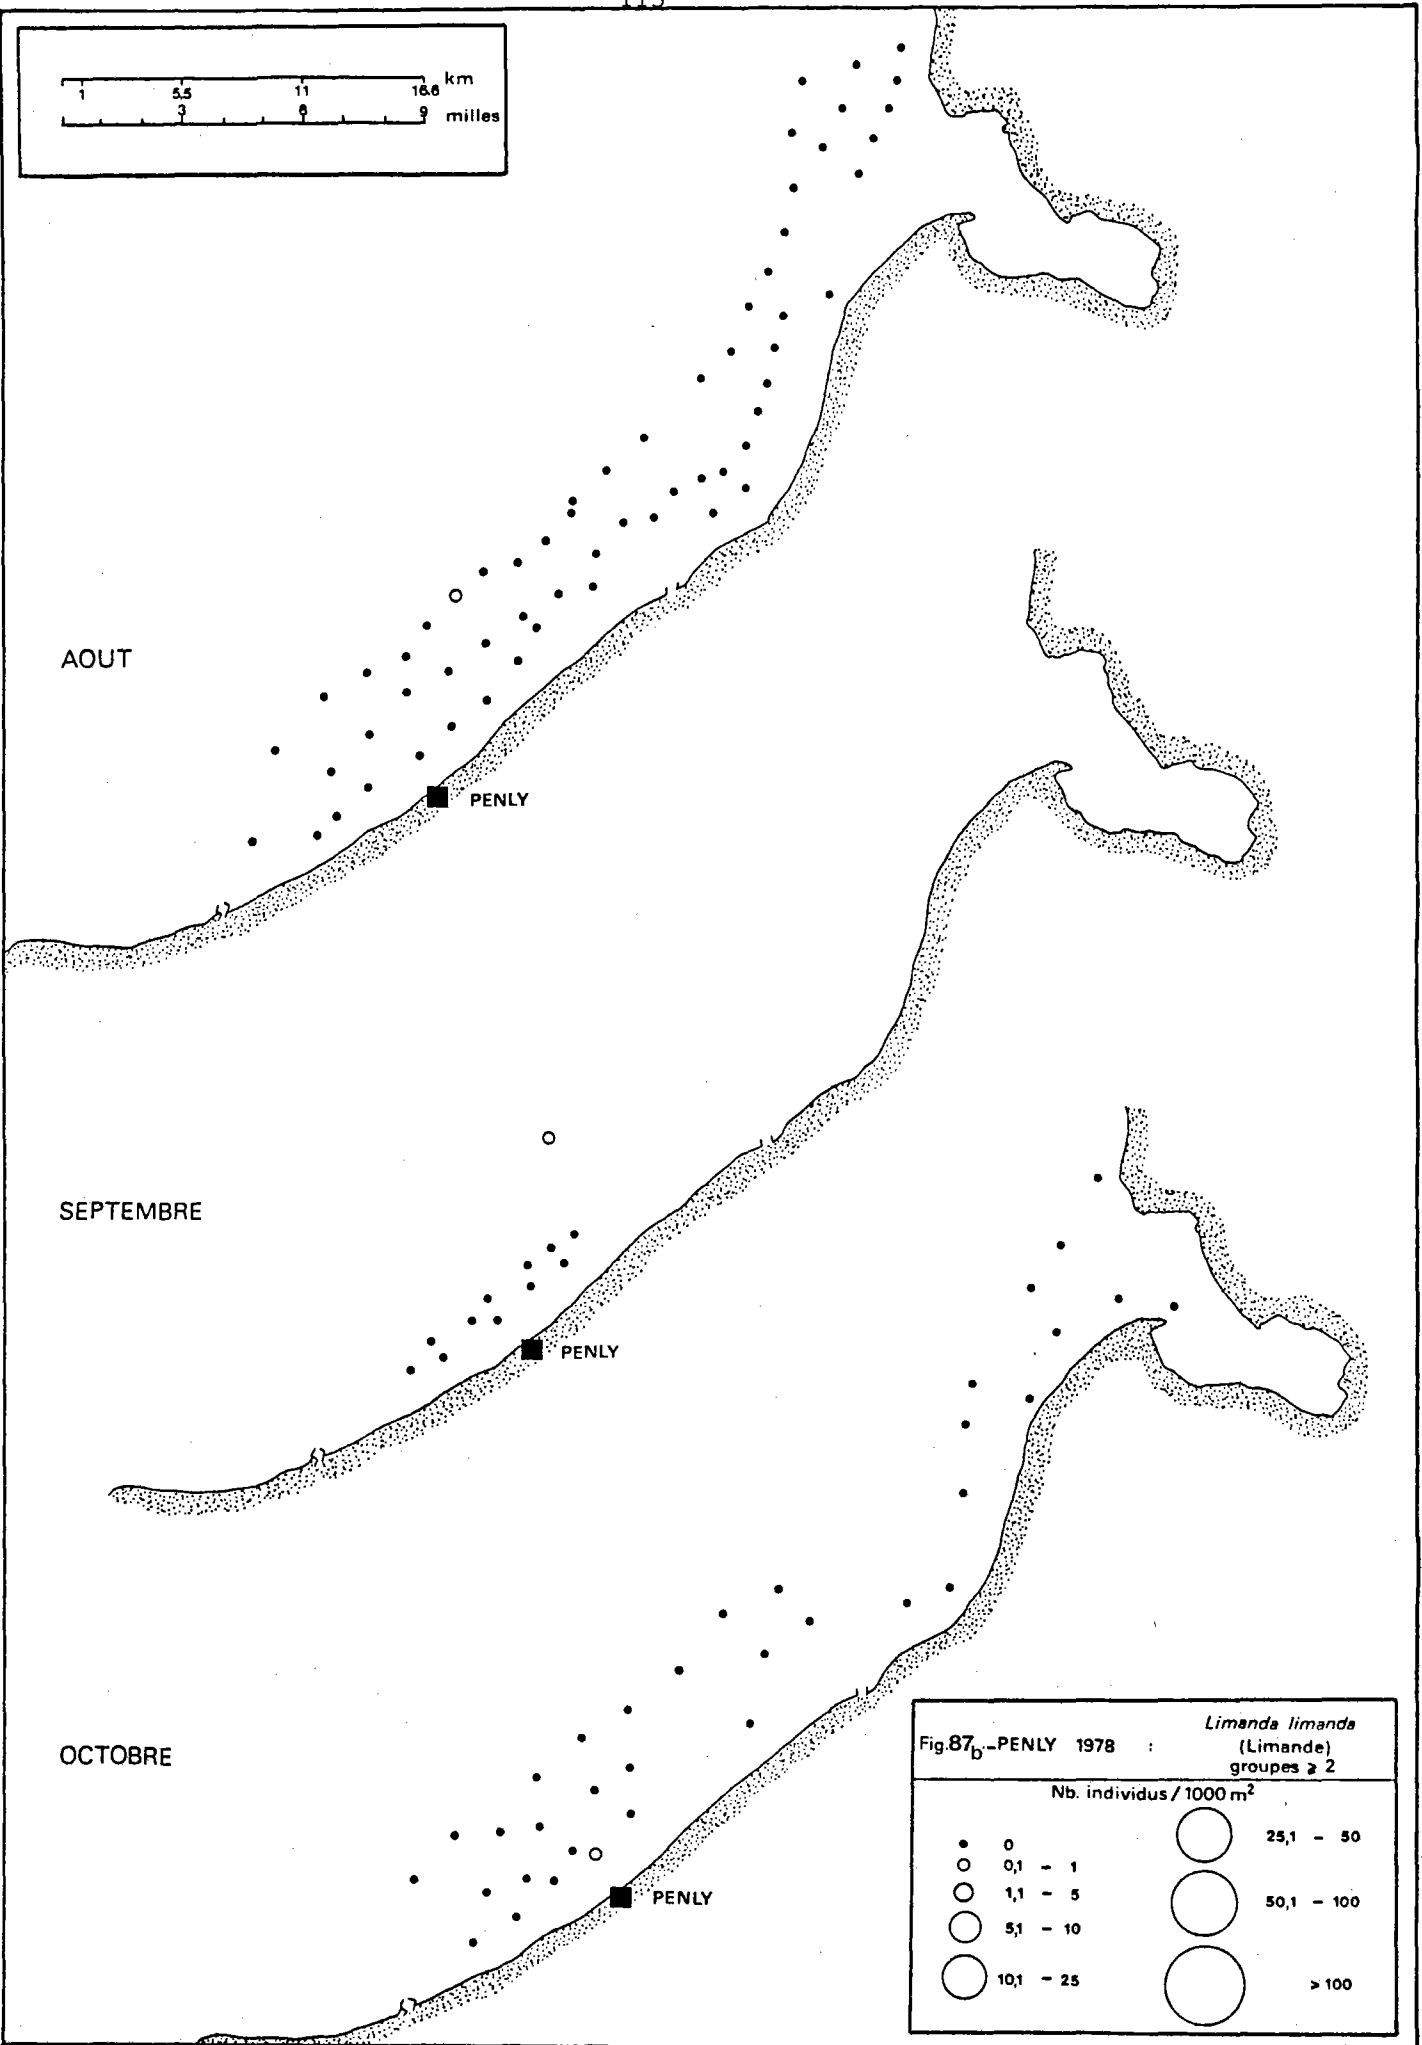 113
km
1 5,5 11 16.6
3 6 9 milles
AOUT
PENLY
SEPTEMBRE
PENLY
OCTOBRE
PENLY
Fig.87b.-PENLY 1978 :
Limanda limanda
(Limande)
groupes ⩾ 2
Nb. individus / 1000 m²
0
0,1 - 1
1,1 - 5
5,1 - 10
10,1 - 25
25,1 - 50
50,1 - 100
> 100